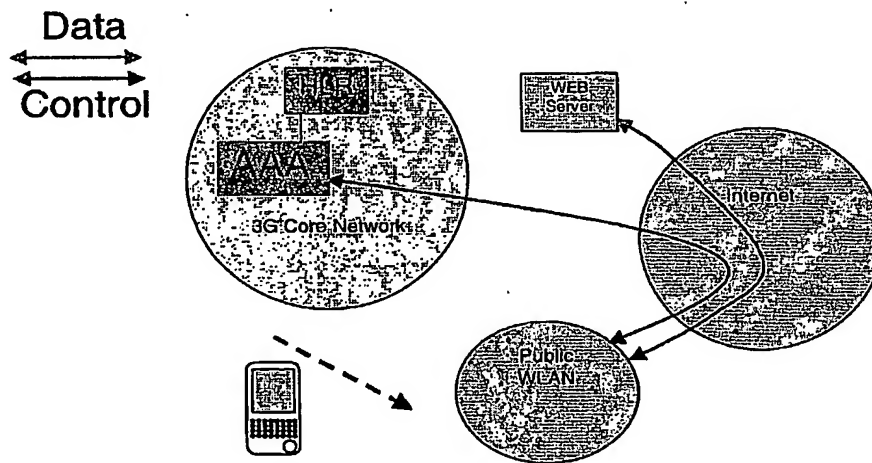 Data
Control
HLR
AAA
3G Core Network
WEB
Server
Internet
Public
WLAN